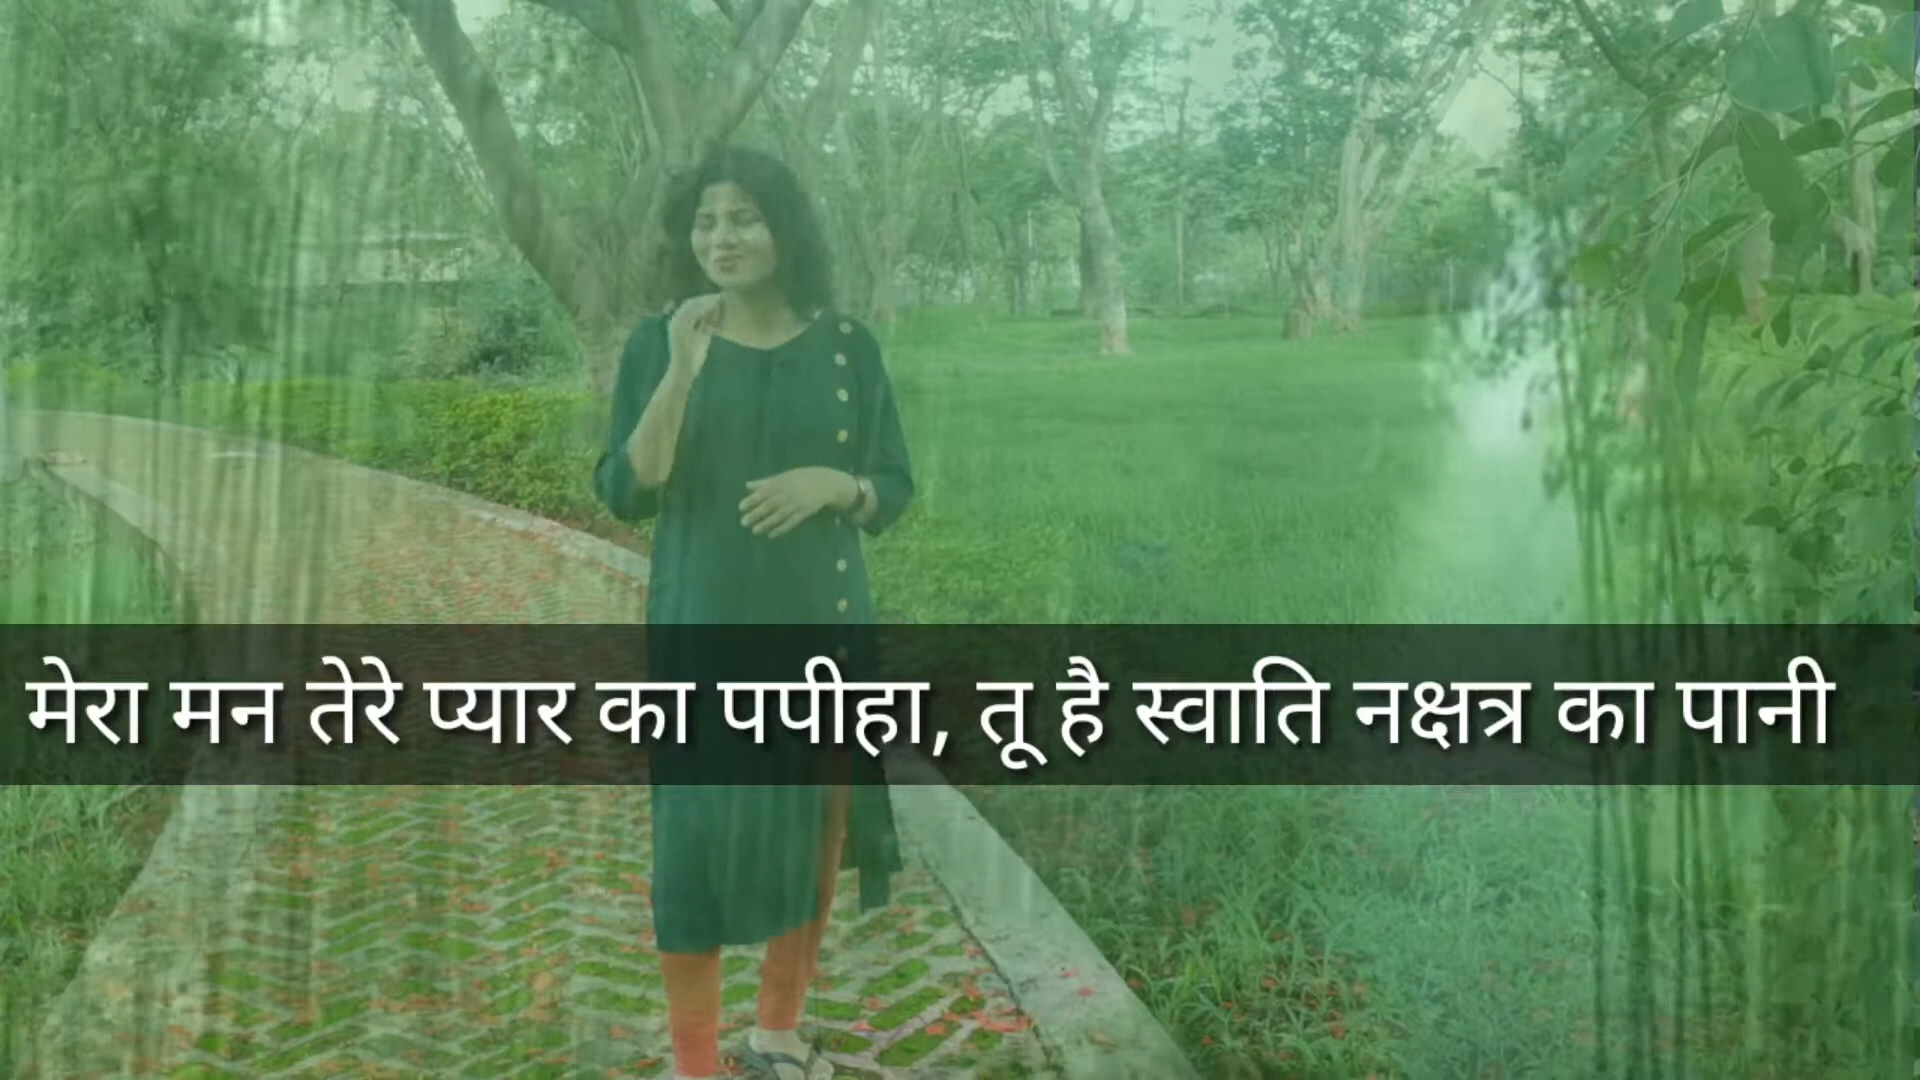 मेरा मन तेरे प्यार का पपीहा, तू है स्वाति नक्षत्र का पानी